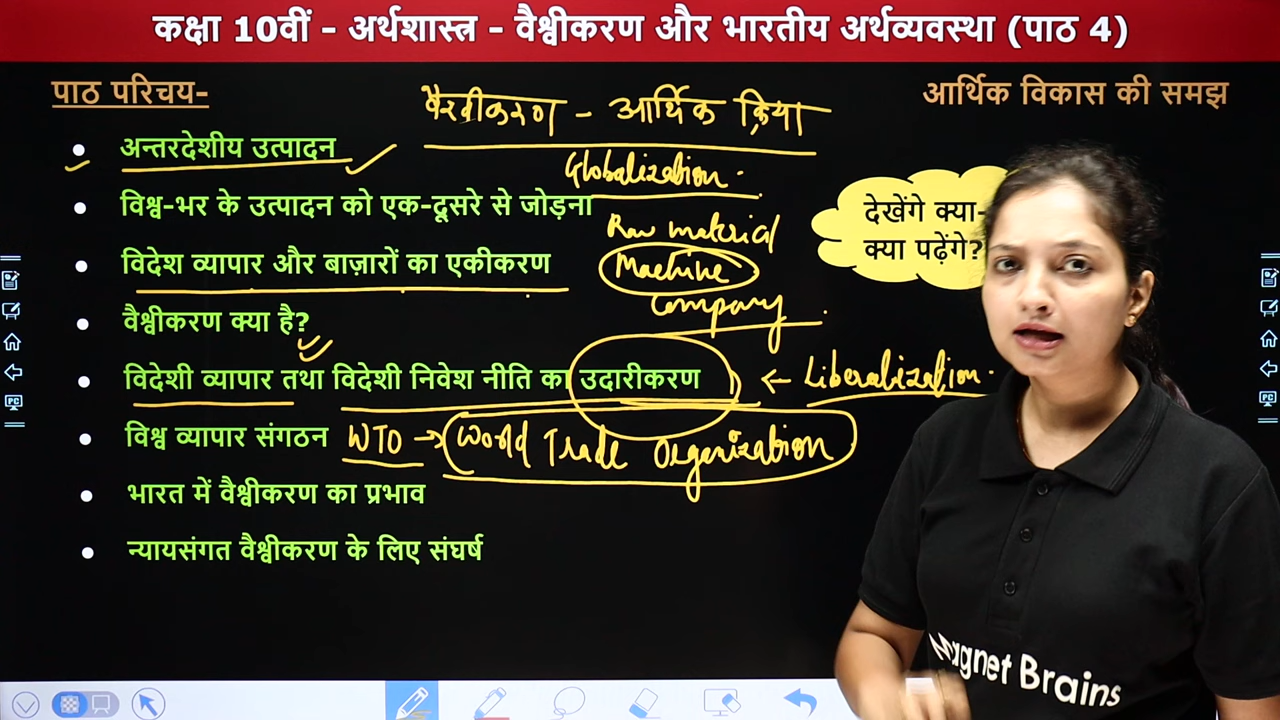 कक्षा 10वीं - अर्थशास्त्र - वैश्वीकरण और भारतीय अर्थव्यवस्था (पाठ 4)
पाठ परिचय-
वैश्वीकरण - आर्थिक क्रिया
आर्थिक विकास की समझ
अन्तरदेशीय उत्पादन
Globalization.
विश्व-भर के उत्पादन को एक-दूसरे से जोड़ना
Raw material
देखेंगे क्या-
क्या पढ़ेंगे?
विदेश व्यापार और बाज़ारों का एकीकरण
Machine
Company
वैश्वीकरण क्या है?
विदेशी व्यापार तथा विदेशी निवेश नीति का उदारीकरण ← Liberalization.
विश्व व्यापार संगठन WTO → World Trade Organization
भारत में वैश्वीकरण का प्रभाव
न्यायसंगत वैश्वीकरण के लिए संघर्ष
Magnet Brains
PC
PC